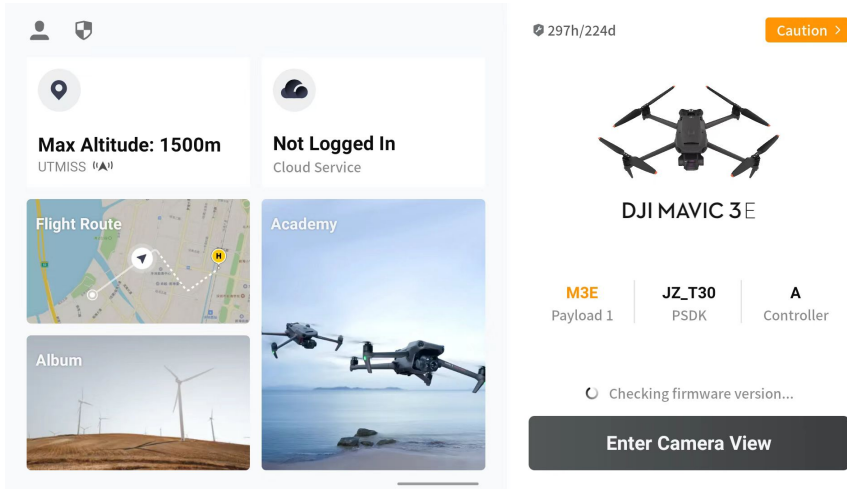 Max Altitude: 1500m
UTMISS
Not Logged In
Cloud Service
Flight Route
H
Academy
Album
297h/224d
Caution >
DJI MAVIC 3E
M3E
Payload 1
JZ_T30
PSDK
A
Controller
Checking firmware version...
Enter Camera View